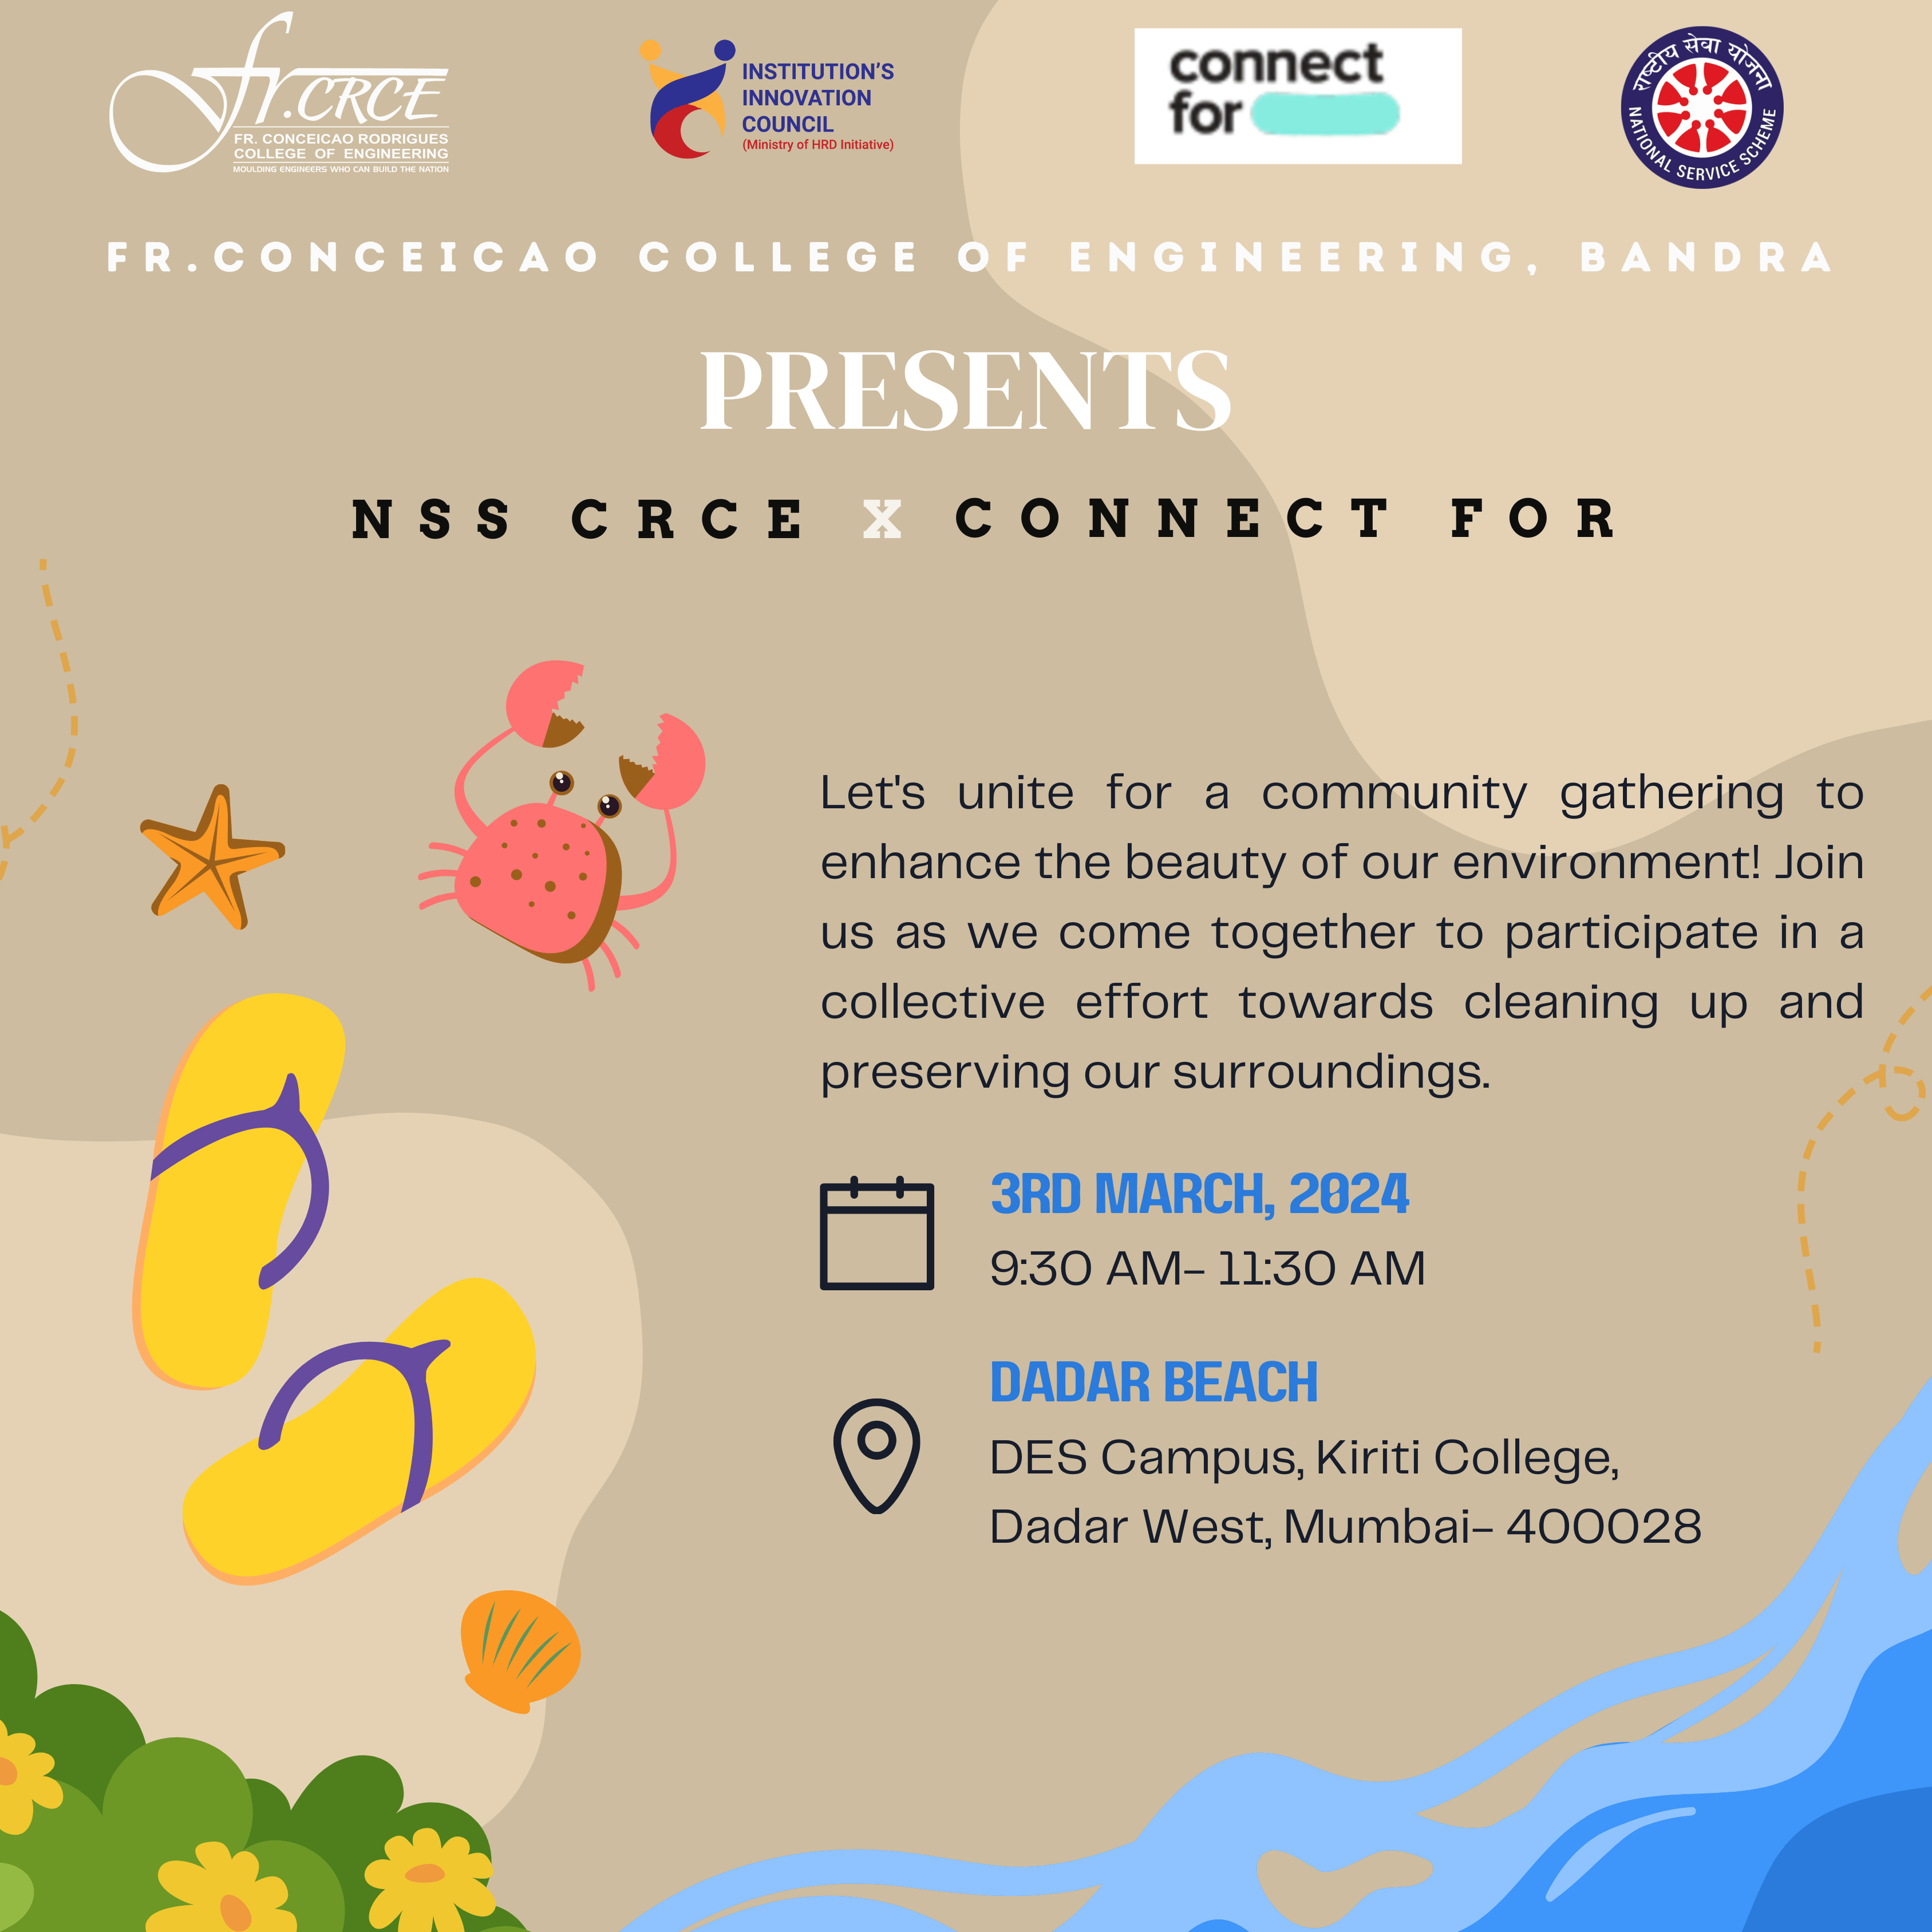 fr.CRCE
FR. CONCEICAO RODRIGUES
COLLEGE OF ENGINEERING
MOULDING ENGINEERS WHO CAN BUILD THE NATION
INSTITUTION'S
INNOVATION
COUNCIL
(Ministry of HRD Initiative)
connect
for
राष्ट्रीय सेवा योजना
NATIONAL SERVICE SCHEME
FR.CONCEICAO COLLEGE OF ENGINEERING, BANDRA
PRESENTS
NSS CRCE X CONNECT FOR
Let's unite for a community gathering to
enhance the beauty of our environment! Join
us as we come together to participate in a
collective effort towards cleaning up and
preserving our surroundings.
3RD MARCH, 2024
9:30 AM– 11:30 AM
DADAR BEACH
DES Campus, Kiriti College,
Dadar West, Mumbai– 400028